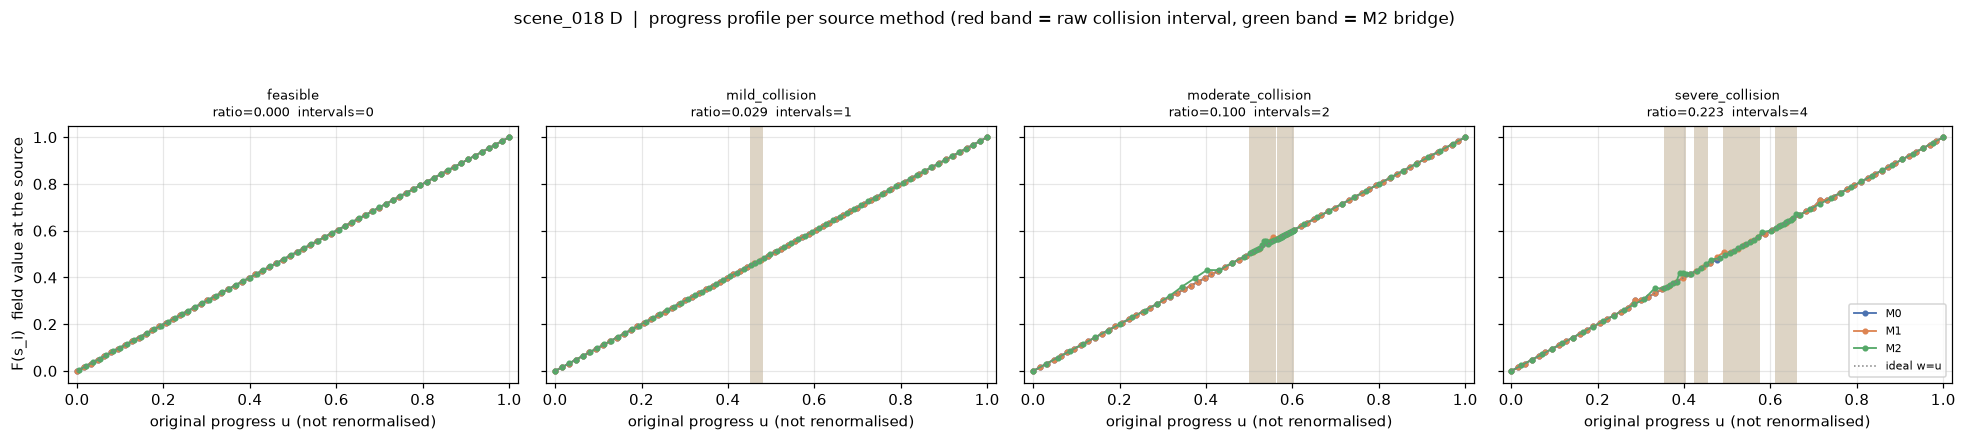 scene_018 D | progress profile per source method (red band = raw collision interval, green band = M2 bridge)
feasible
ratio=0.000 intervals=0
mild_collision
ratio=0.029 intervals=1
moderate_collision
ratio=0.100 intervals=2
severe_collision
ratio=0.223 intervals=4
F(s_i) field value at the source
1.0
0.8
0.6
0.4
0.2
0.0
0.0 0.2 0.4 0.6 0.8 1.0
0.0 0.2 0.4 0.6 0.8 1.0
0.0 0.2 0.4 0.6 0.8 1.0
0.0 0.2 0.4 0.6 0.8 1.0
original progress u (not renormalised)
original progress u (not renormalised)
original progress u (not renormalised)
original progress u (not renormalised)
M0
M1
M2
ideal w=u